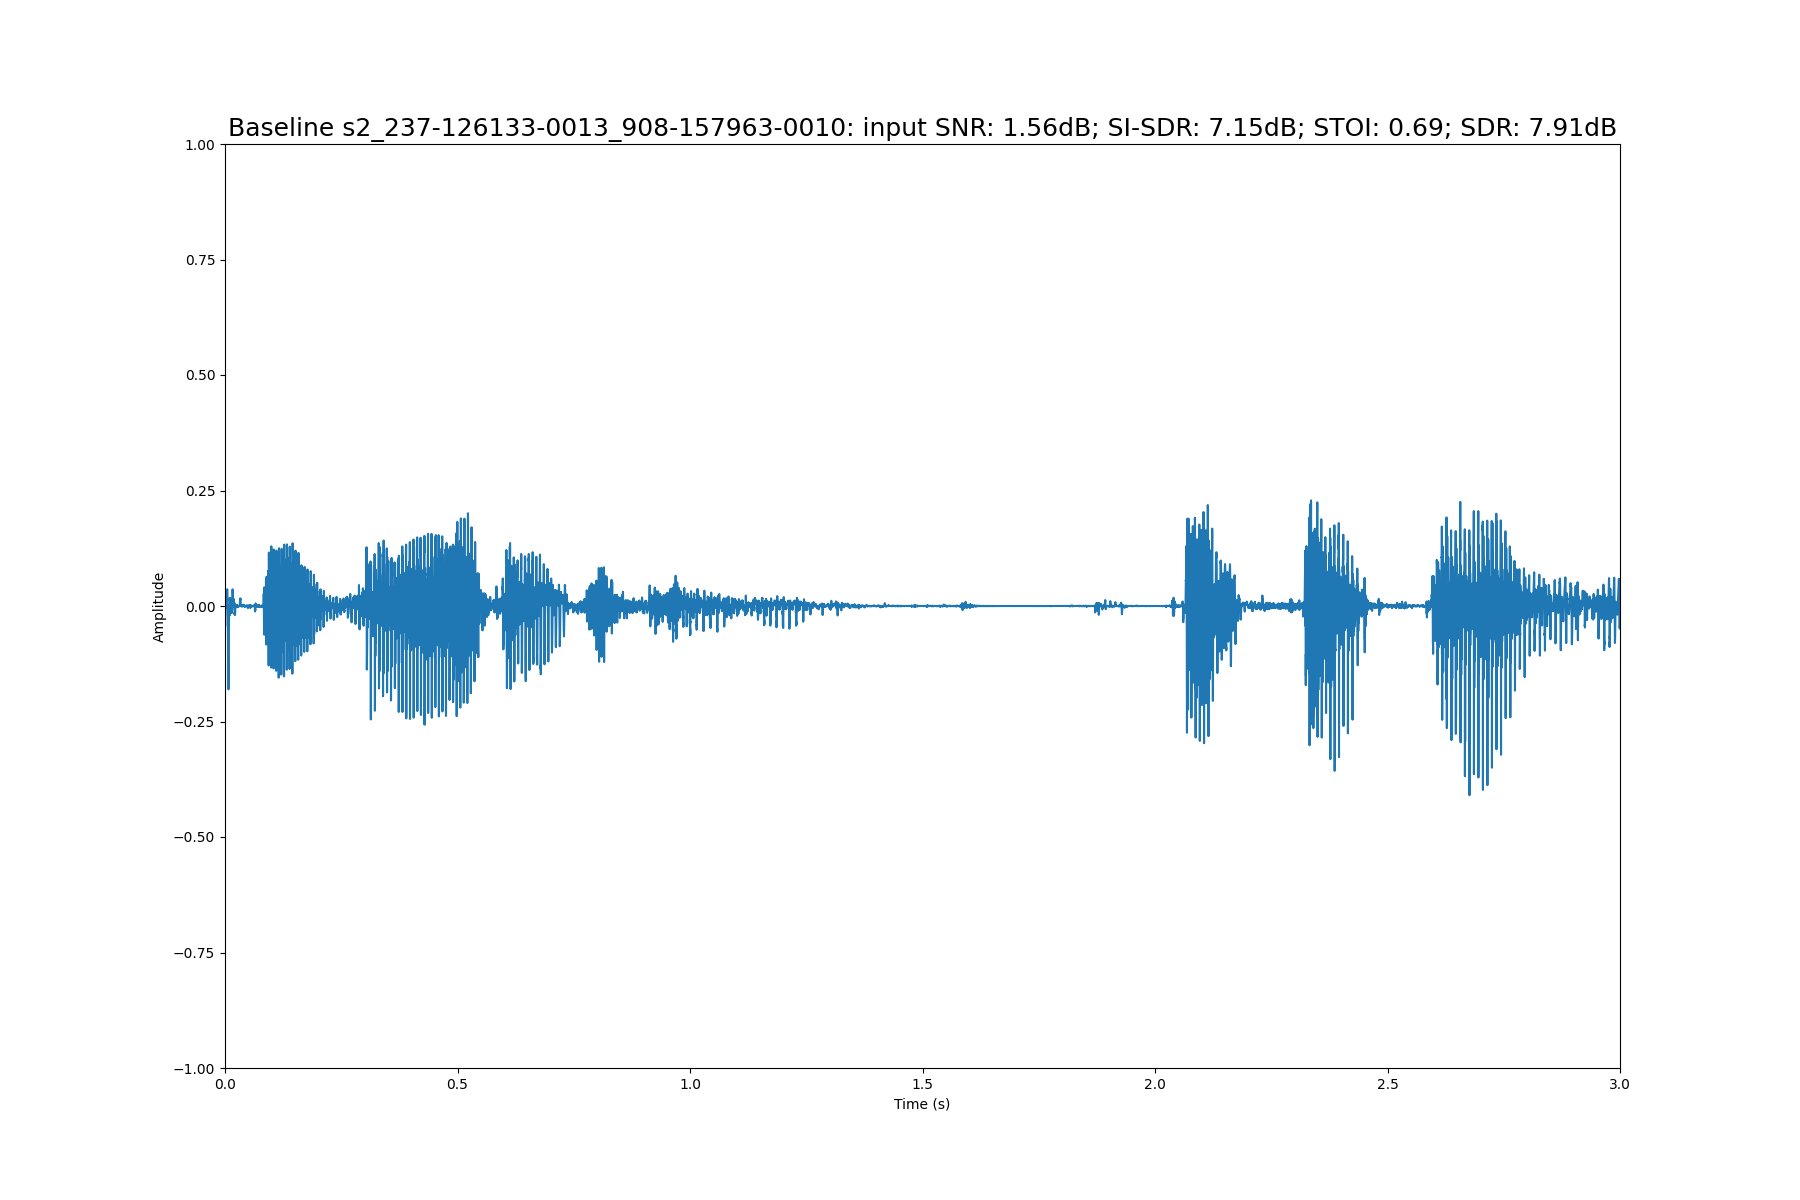 Baseline s2_237-126133-0013_908-157963-0010: input SNR: 1.56dB; SI-SDR: 7.15dB; STOI: 0.69; SDR: 7.91dB
1.00
0.75
0.50
0.25
0.00
−0.25
−0.50
−0.75
−1.00
Amplitude
0.0 0.5 1.0 1.5 2.0 2.5 3.0
Time (s)